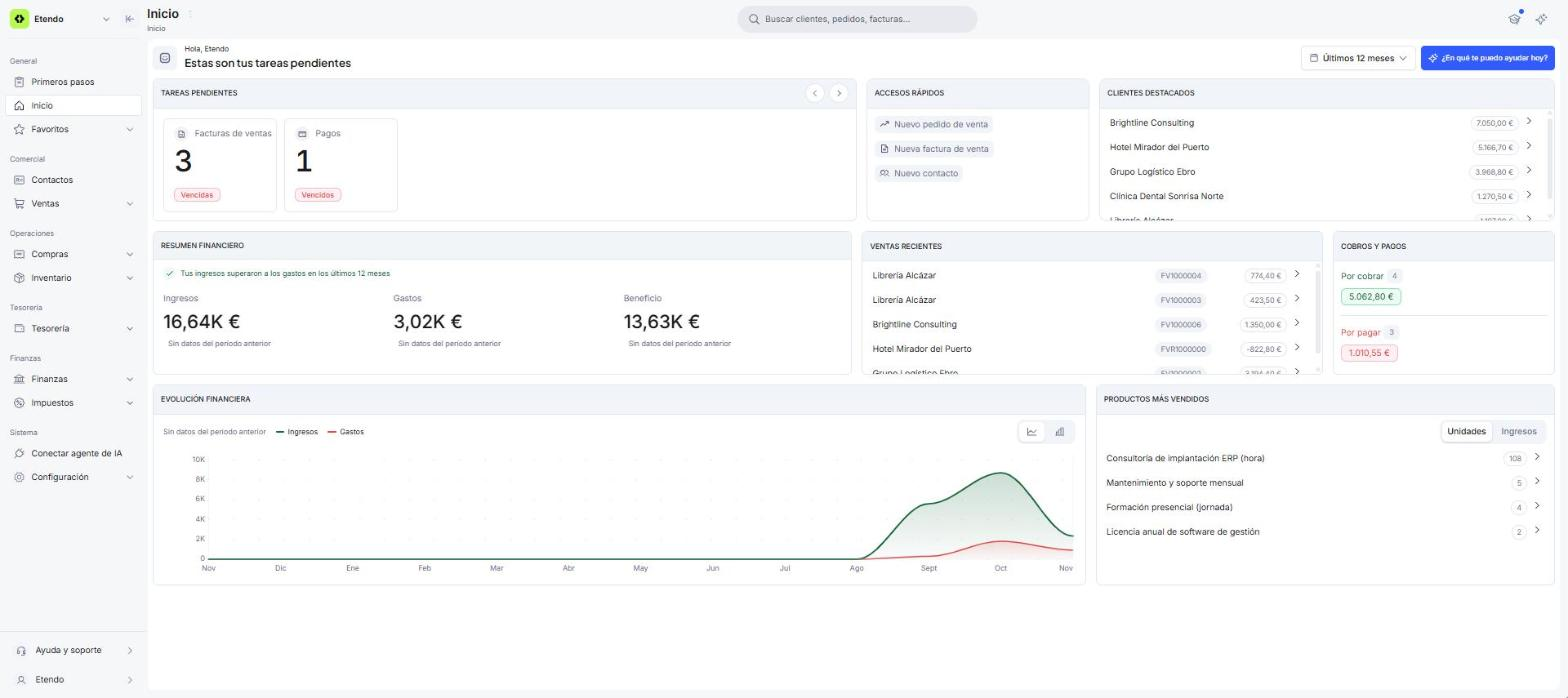 Etendo
Inicio
Inicio
Buscar clientes, pedidos, facturas...
General
Primeros pasos
Inicio
Favoritos
Comercial
Contactos
Ventas
Operaciones
Compras
Inventario
Tesorería
Tesorería
Finanzas
Finanzas
Impuestos
Sistema
Conectar agente de IA
Configuración
Ayuda y soporte
Etendo
Hola, Etendo
Estas son tus tareas pendientes
Últimos 12 meses
¿En qué te puedo ayudar hoy?
TAREAS PENDIENTES
Facturas de ventas
3
Vencidas
Pagos
1
Vencidos
ACCESOS RÁPIDOS
Nuevo pedido de venta
Nueva factura de venta
Nuevo contacto
CLIENTES DESTACADOS
Brightline Consulting 7.050,00 €
Hotel Mirador del Puerto 5.166,70 €
Grupo Logístico Ebro 3.968,80 €
Clínica Dental Sonrisa Norte 1.270,50 €
Librería Alcázar
RESUMEN FINANCIERO
Tus ingresos superaron a los gastos en los últimos 12 meses
Ingresos
16,64K €
Sin datos del periodo anterior
Gastos
3,02K €
Sin datos del periodo anterior
Beneficio
13,63K €
Sin datos del periodo anterior
VENTAS RECIENTES
Librería Alcázar FV1000004 774,40 €
Librería Alcázar FV1000003 423,50 €
Brightline Consulting FV1000006 1.350,00 €
Hotel Mirador del Puerto FVR1000000 -822,80 €
Grupo Logístico Ebro
COBROS Y PAGOS
Por cobrar 4
5.062,80 €
Por pagar 3
1.010,55 €
EVOLUCIÓN FINANCIERA
Sin datos del periodo anterior Ingresos Gastos
10K
8K
6K
4K
2K
0
Nov Dic Ene Feb Mar Abr May Jun Jul Ago Sept Oct Nov
PRODUCTOS MÁS VENDIDOS
Unidades Ingresos
Consultoría de implantación ERP (hora) 108
Mantenimiento y soporte mensual 5
Formación presencial (jornada) 4
Licencia anual de software de gestión 2